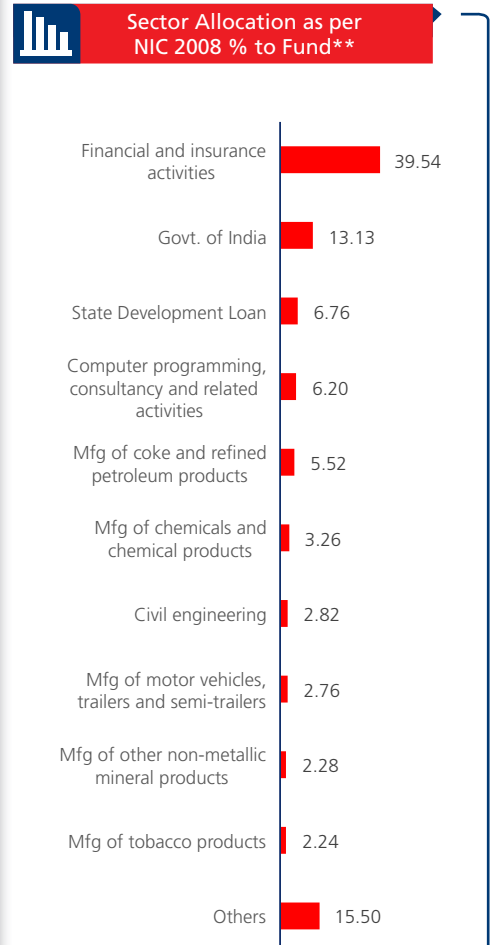 Sector Allocation as per
NIC 2008 % to Fund**
Financial and insurance
activities
39.54
Govt. of India
13.13
State Development Loan
6.76
Computer programming,
consultancy and related
activities
6.20
Mfg of coke and refined
petroleum products
5.52
Mfg of chemicals and
chemical products
3.26
Civil engineering
2.82
Mfg of motor vehicles,
trailers and semi-trailers
2.76
Mfg of other non-metallic
mineral products
2.28
Mfg of tobacco products
2.24
Others
15.50